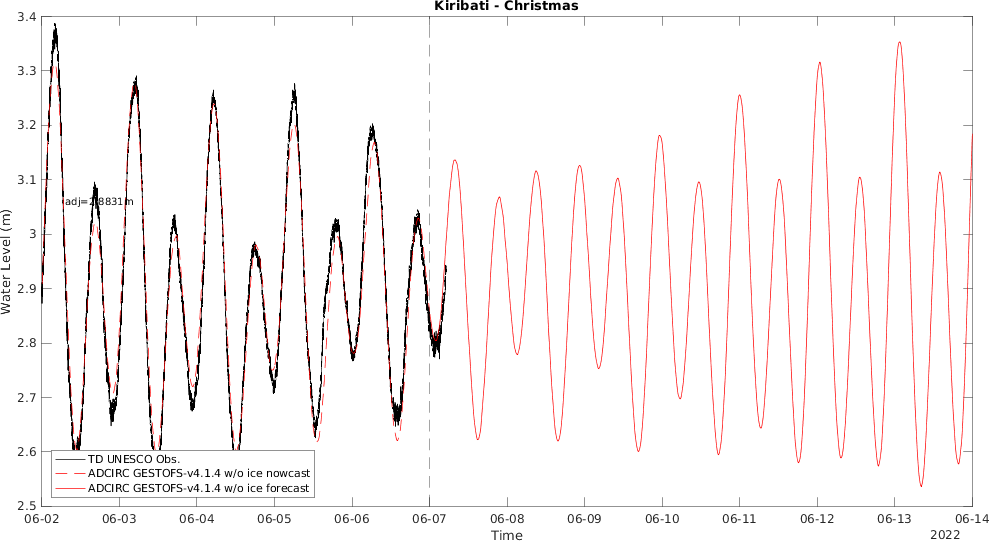 Kiribati - Christmas
3.4
3.3
3.2
3.1
3
2.9
2.8
2.7
2.6
2.5
Water Level (m)
adj=2.8831m
TD UNESCO Obs.
ADCIRC GESTOFS-v4.1.4 w/o ice nowcast
ADCIRC GESTOFS-v4.1.4 w/o ice forecast
06-02 06-03 06-04 06-05 06-06 06-07 06-08 06-09 06-10 06-11 06-12 06-13 06-14
Time
2022